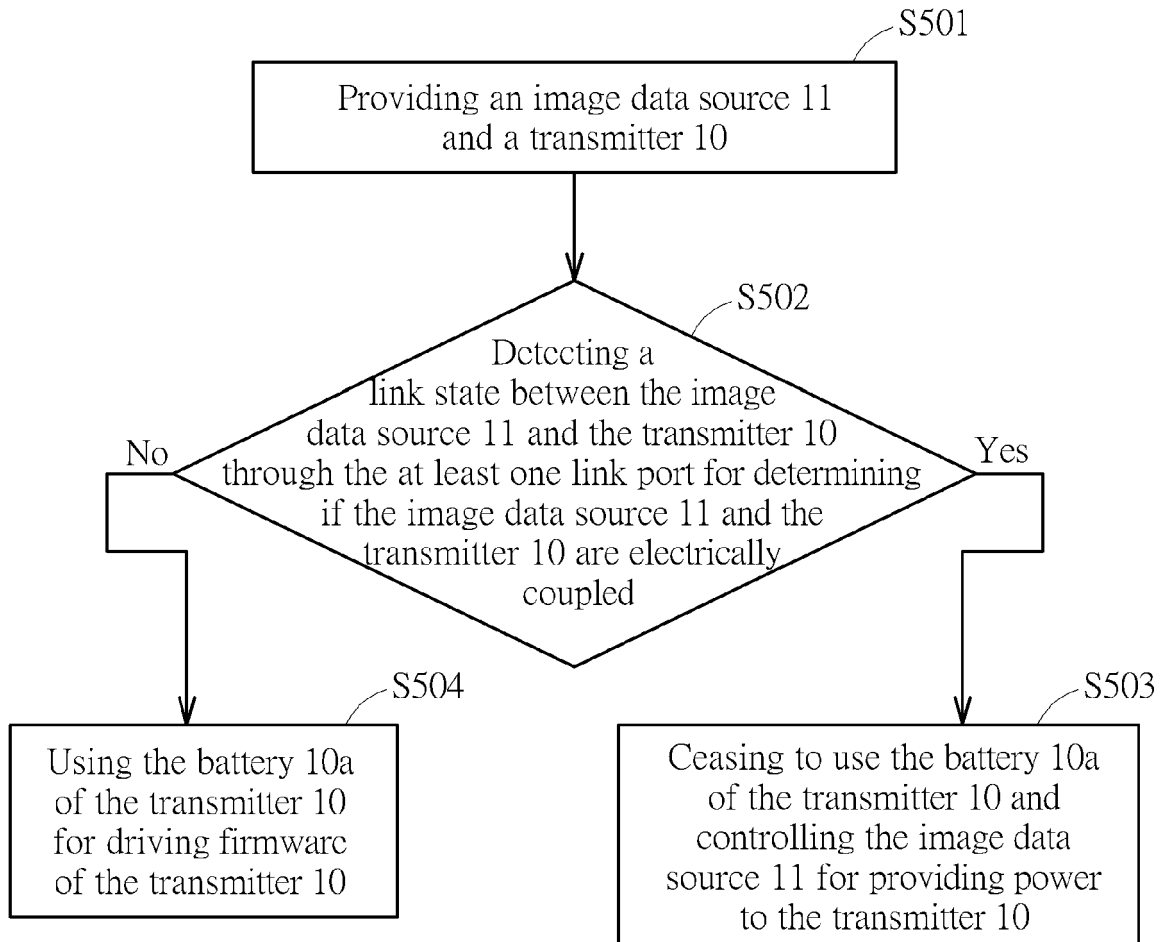 S501
Providing an image data source 11
and a transmitter 10
S502
Detecting a
link state between the image
data source 11 and the transmitter 10
through the at least one link port for determining
if the image data source 11 and the
transmitter 10 are electrically
coupled
No
Yes
S504
Using the battery 10a
of the transmitter 10
for driving firmware
of the transmitter 10
S503
Ceasing to use the battery 10a
of the transmitter 10 and
controlling the image data
source 11 for providing power
to the transmitter 10